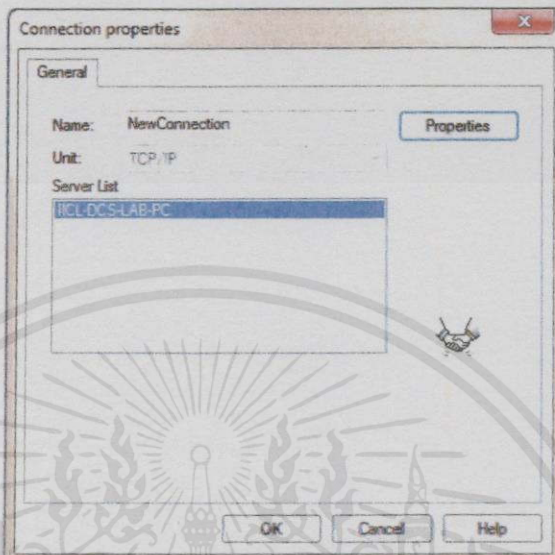 Connection properties
General
Name: NewConnection Properties
Unit: TCP/IP
Server List
RCL-DCS-LAB-PC
OK Cancel Help